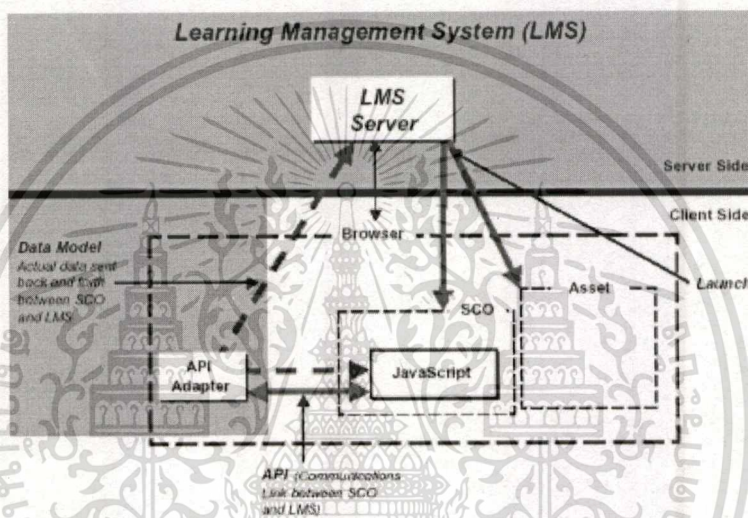 Learning Management System (LMS)
LMS
Server
Server Side
Client Side
Browser
Data Model
Actual data sent
back and forth
between SCO
and LMS
Launch
Asset
SCO
API
Adapter
JavaScript
API (Communications
Link between SCO
and LMS)